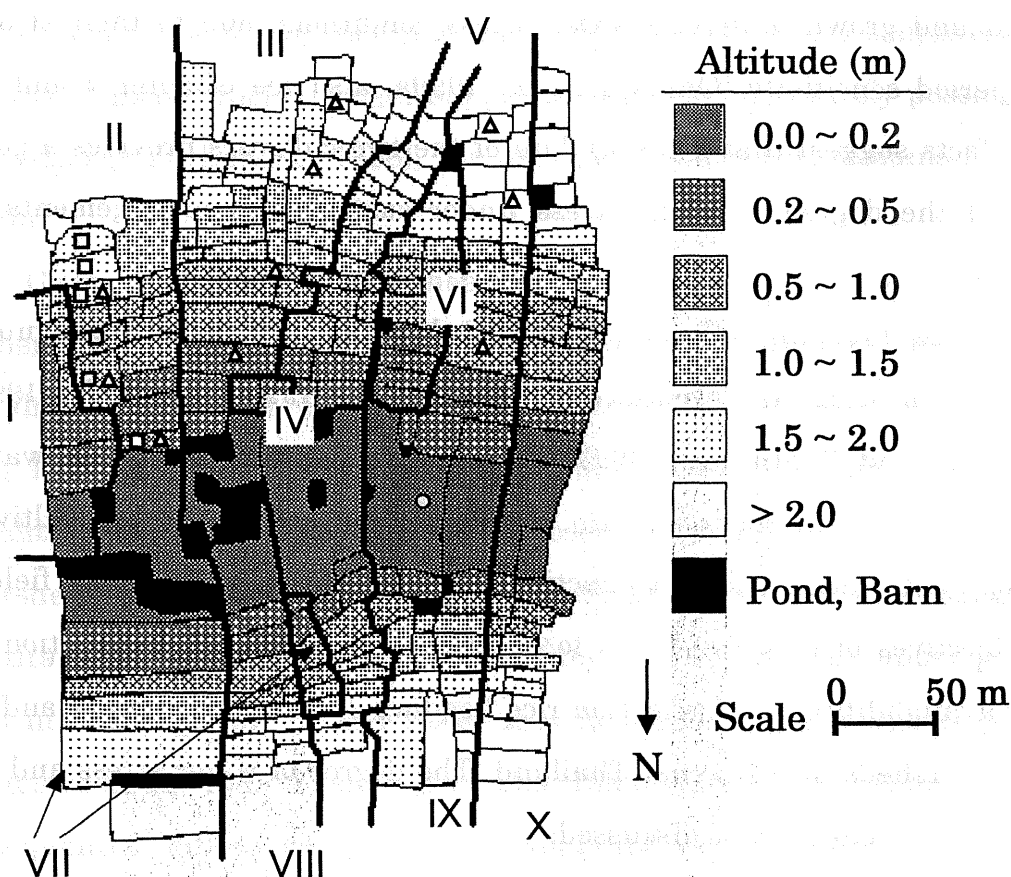 III
V
II
VI
I
IV
VII
VIII
IX
X
Altitude (m)
0.0 ~ 0.2
0.2 ~ 0.5
0.5 ~ 1.0
1.0 ~ 1.5
1.5 ~ 2.0
> 2.0
Pond, Barn
0 50 m
Scale
N